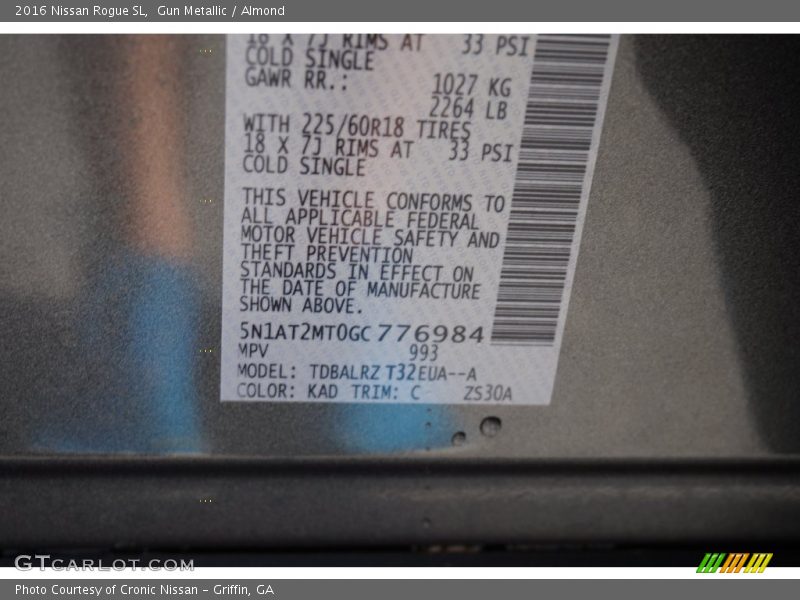 2016 Nissan Rogue SL, Gun Metallic / Almond
18 X 7J RIMS AT 33 PSI
COLD SINGLE
GAWR RR.: 1027 KG
2264 LB
WITH 225/60R18 TIRES
18 X 7J RIMS AT 33 PSI
COLD SINGLE
THIS VEHICLE CONFORMS TO
ALL APPLICABLE FEDERAL
MOTOR VEHICLE SAFETY AND
THEFT PREVENTION
STANDARDS IN EFFECT ON
THE DATE OF MANUFACTURE
SHOWN ABOVE.
5N1AT2MT0GC776984
MPV 993
MODEL: TDBALRZ T32EUA--A
COLOR: KAD TRIM: C ZS30A
GTCARLOT.COM
Photo Courtesy of Cronic Nissan - Griffin, GA